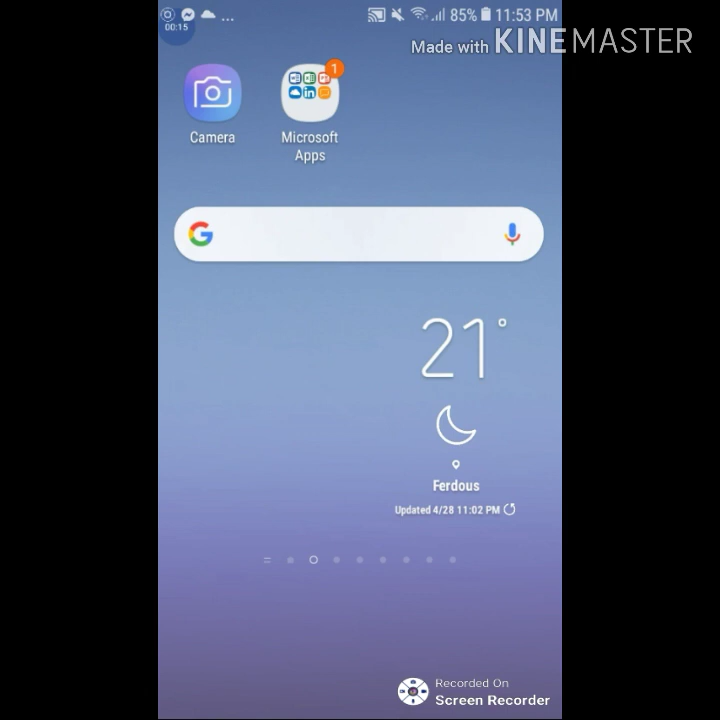 85% 11:53 PM
00:15
Made with KINEMASTER
1
Camera
Microsoft
Apps
21°
Ferdous
Updated 4/28 11:02 PM
Recorded On
Screen Recorder